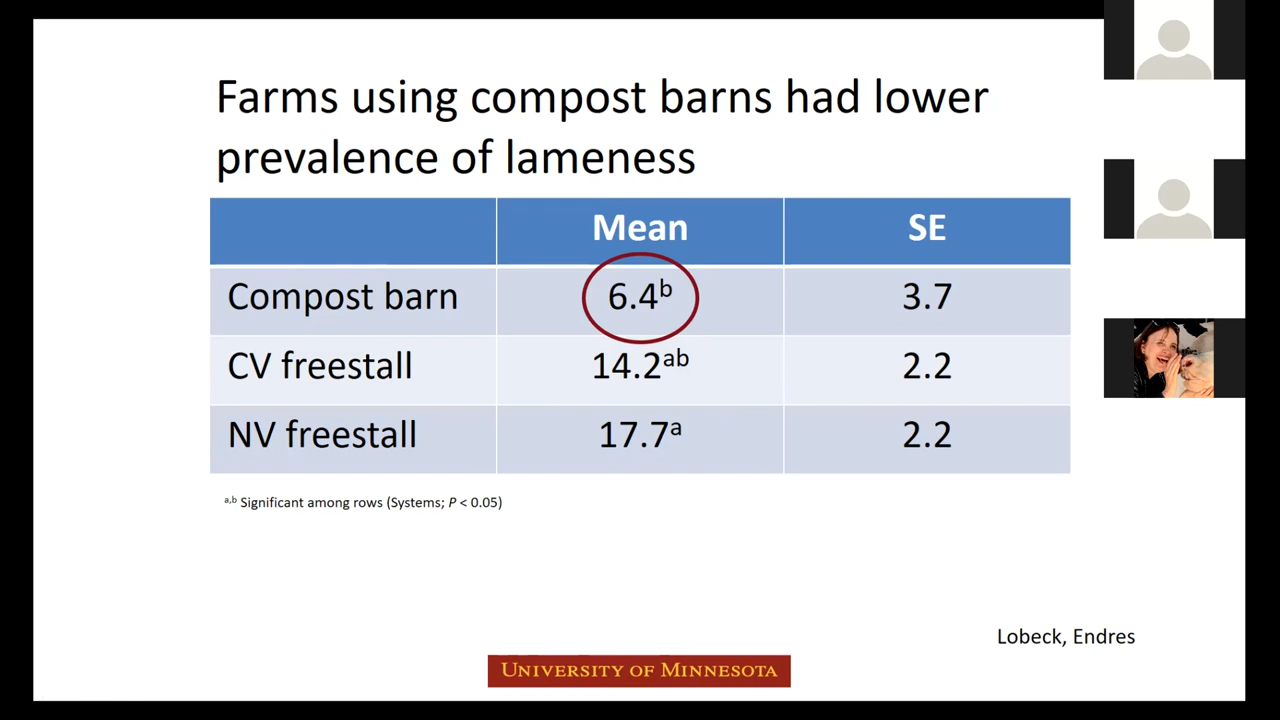 Farms using compost barns had lower
prevalence of lameness
Mean SE
Compost barn 6.4ᵇ 3.7
CV freestall 14.2ᵃᵇ 2.2
NV freestall 17.7ᵃ 2.2
ᵃ,ᵇ Significant among rows (Systems; P < 0.05)
Lobeck, Endres
UNIVERSITY OF MINNESOTA